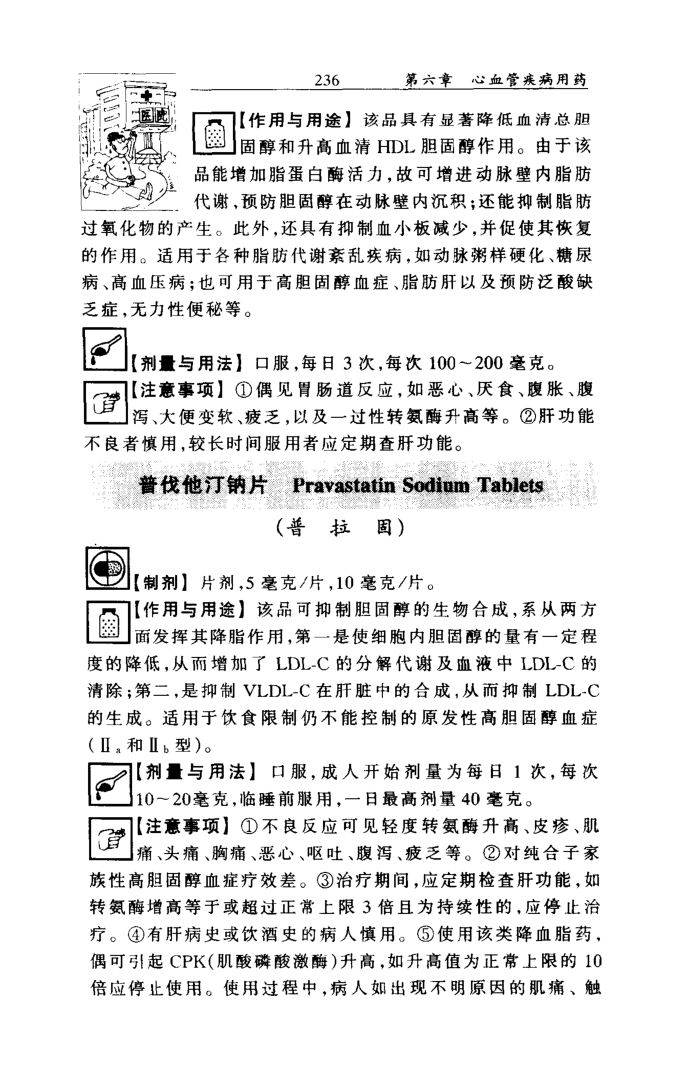 236 第六章 心血管疾病用药
医院
【作用与用途】 该品具有显著降低血清总胆
固醇和升高血清 HDL 胆固醇作用。由于该
品能增加脂蛋白酶活力,故可增进动脉壁内脂肪
代谢,预防胆固醇在动脉壁内沉积;还能抑制脂肪
过氧化物的产生。此外,还具有抑制血小板减少,并促使其恢复
的作用。适用于各种脂肪代谢紊乱疾病,如动脉粥样硬化、糖尿
病、高血压病;也可用于高胆固醇血症、脂肪肝以及预防泛酸缺
乏症,无力性便秘等。
【剂量与用法】 口服,每日 3 次,每次 100~200 毫克。
【注意事项】 ①偶见胃肠道反应,如恶心、厌食、腹胀、腹
泻、大便变软、疲乏,以及一过性转氨酶升高等。②肝功能
不良者慎用,较长时间服用者应定期查肝功能。
普伐他汀钠片 Pravastatin Sodium Tablets
(普 拉 固)
【制剂】 片剂,5 毫克/片,10 毫克/片。
【作用与用途】 该品可抑制胆固醇的生物合成,系从两方
面发挥其降脂作用,第一是使细胞内胆固醇的量有一定程
度的降低,从而增加了 LDL-C 的分解代谢及血液中 LDL-C 的
清除;第二,是抑制 VLDL-C 在肝脏中的合成,从而抑制 LDL-C
的生成。适用于饮食限制仍不能控制的原发性高胆固醇血症
(Ⅱa 和Ⅱb 型)。
【剂量与用法】 口服,成人开始剂量为每日 1 次,每次
10~20毫克,临睡前服用,一日最高剂量 40 毫克。
【注意事项】 ①不良反应可见轻度转氨酶升高、皮疹、肌
痛、头痛、胸痛、恶心、呕吐、腹泻、疲乏等。②对纯合子家
族性高胆固醇血症疗效差。③治疗期间,应定期检查肝功能,如
转氨酶增高等于或超过正常上限 3 倍且为持续性的,应停止治
疗。④有肝病史或饮酒史的病人慎用。⑤使用该类降血脂药,
偶可引起 CPK(肌酸磷酸激酶)升高,如升高值为正常上限的 10
倍应停止使用。使用过程中,病人如出现不明原因的肌痛、触